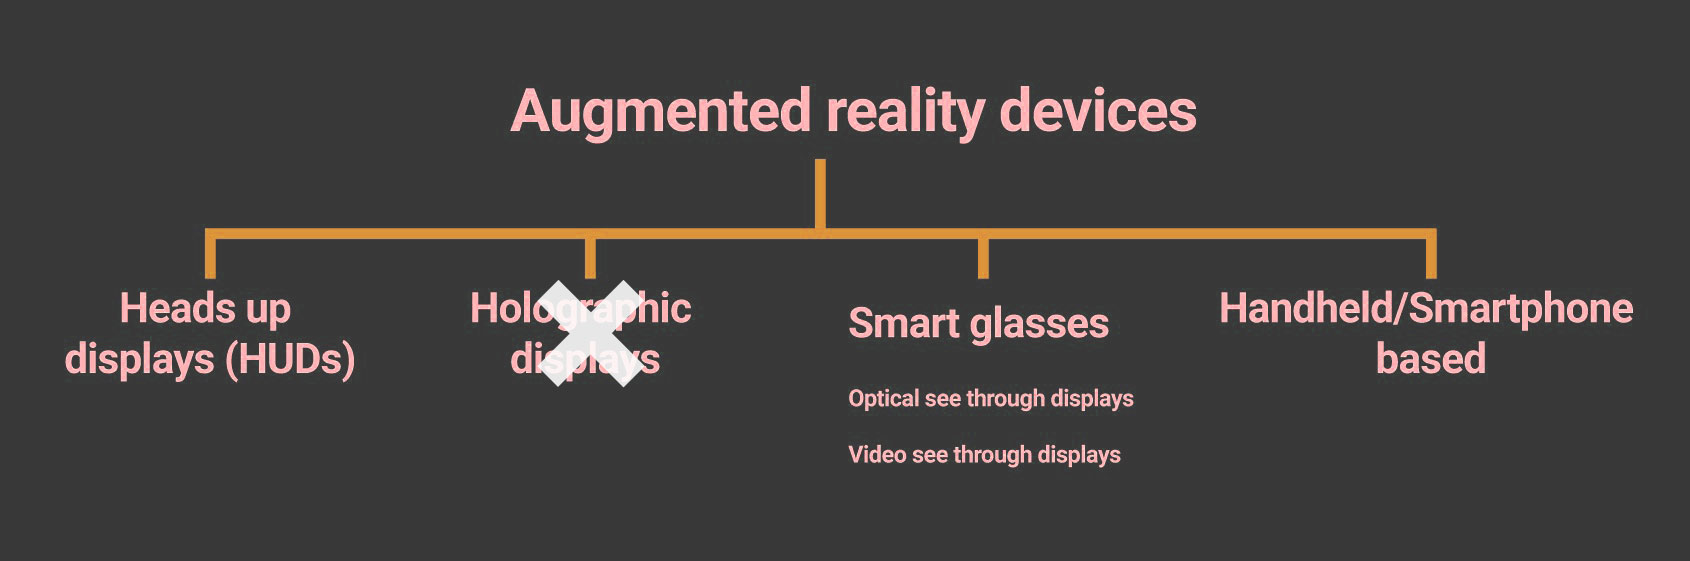 Augmented reality devices
Heads up
displays (HUDs)
Holographic
displays
Smart glasses
Optical see through displays
Video see through displays
Handheld/Smartphone
based